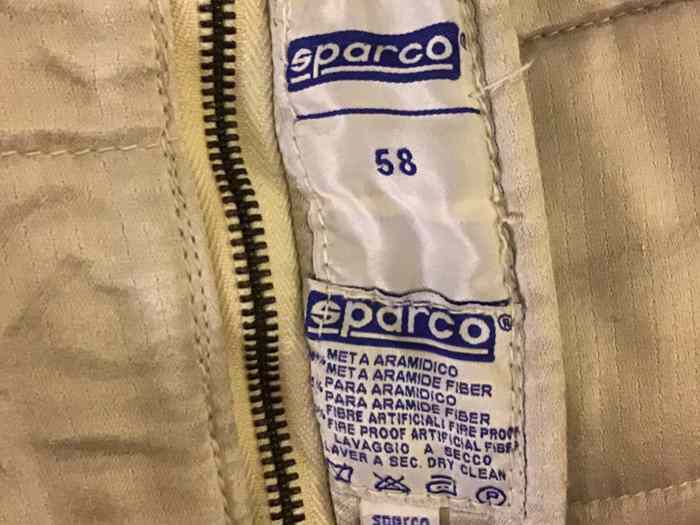 sparco®
58
sparco®
META ARAMIDICO
META ARAMIDE FIBER
PARA ARAMIDICO
PARA ARAMIDE FIBER
FIBRE ARTIFICIALI FIRE PROOF
FIRE PROOF ARTIFICIAL FIBER
LAVAGGIO A SECCO
LAVER A SEC. DRY CLEAN
P
sparco